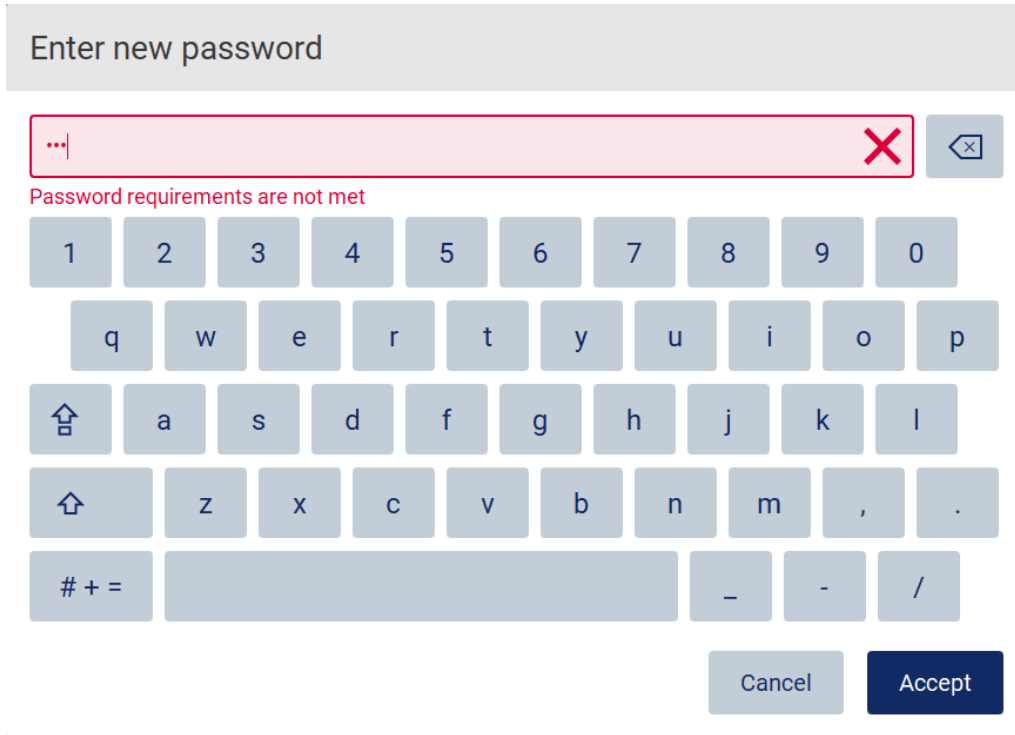 Enter new password
•••
Password requirements are not met
1 2 3 4 5 6 7 8 9 0
q w e r t y u i o p
a s d f g h j k l
z x c v b n m , .
# + = _ - /
Cancel Accept